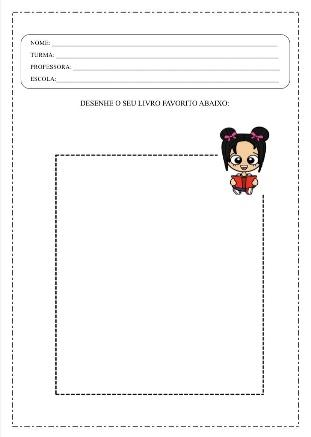 NOME:
TURMA:
PROFESSORA:
ESCOLA:
DESENHE O SEU LIVRO FAVORITO ABAIXO: